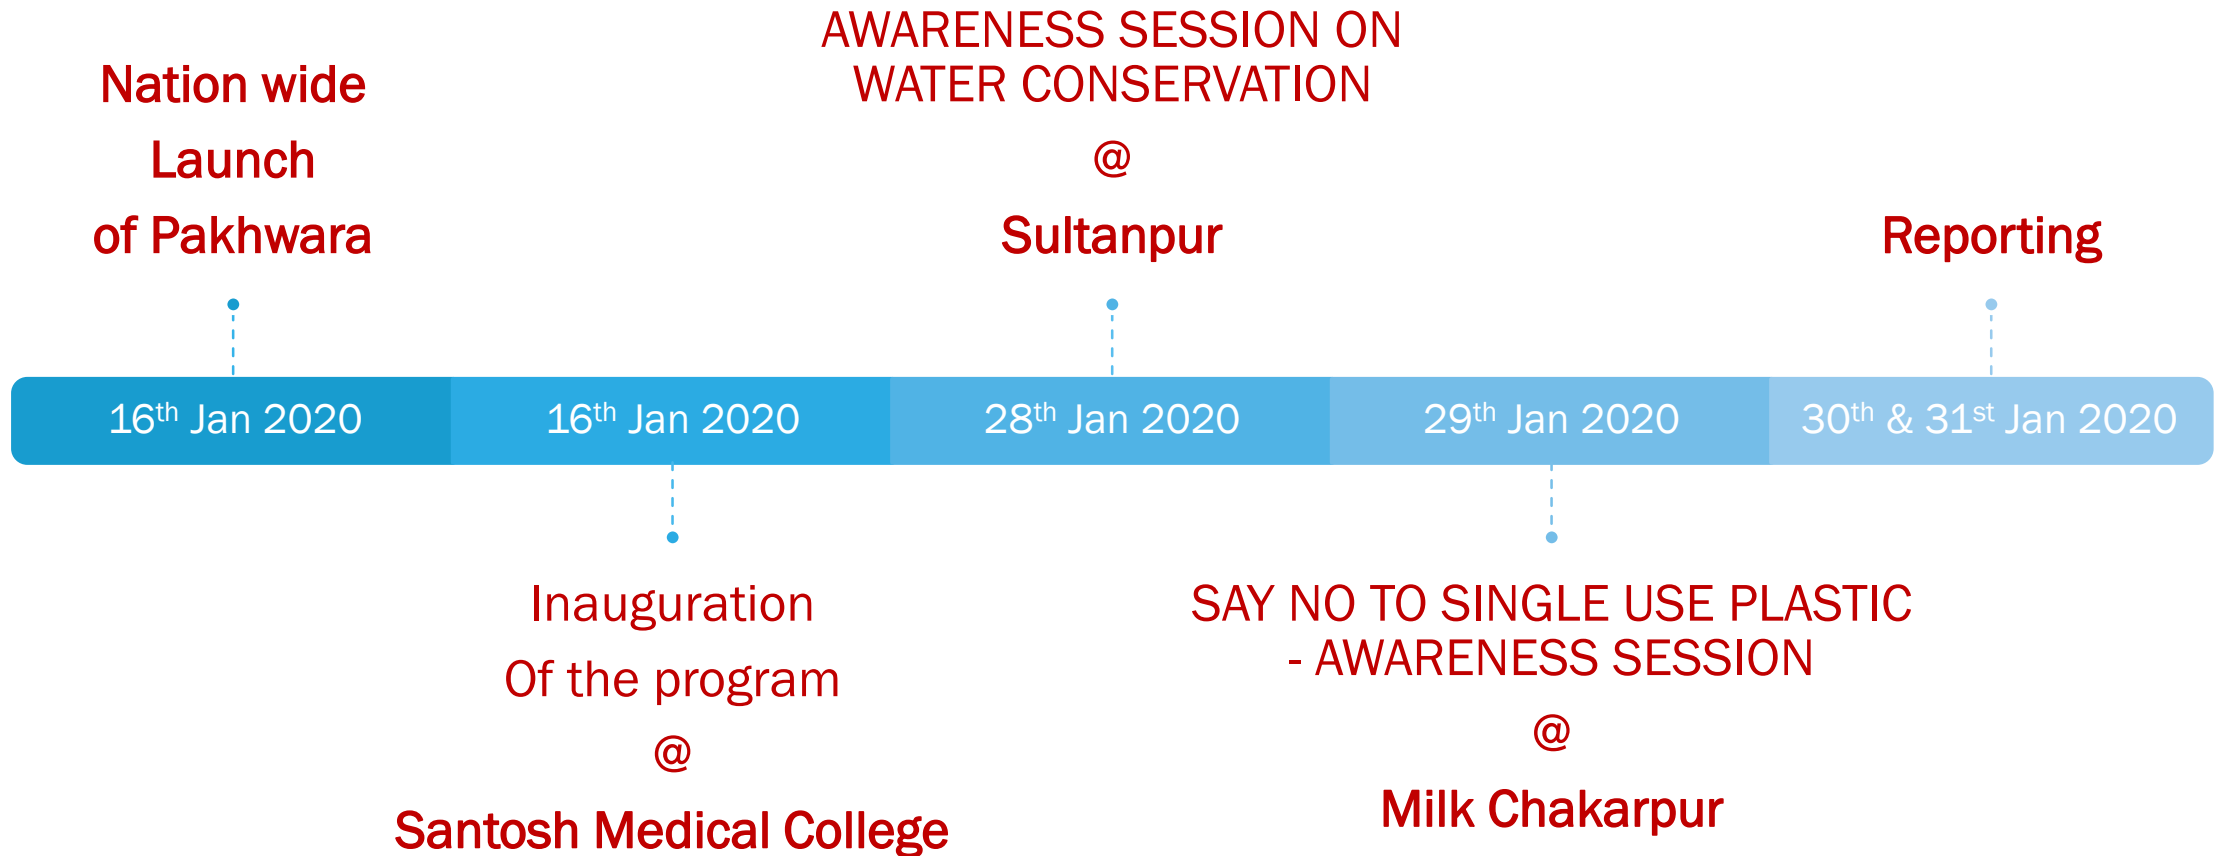 Nation wide
Launch
of Pakhwara
AWARENESS SESSION ON
WATER CONSERVATION
@
Sultanpur
Reporting
16th Jan 2020
16th Jan 2020
28th Jan 2020
29th Jan 2020
30th & 31st Jan 2020
Inauguration
Of the program
@
Santosh Medical College
SAY NO TO SINGLE USE PLASTIC
- AWARENESS SESSION
@
Milk Chakarpur